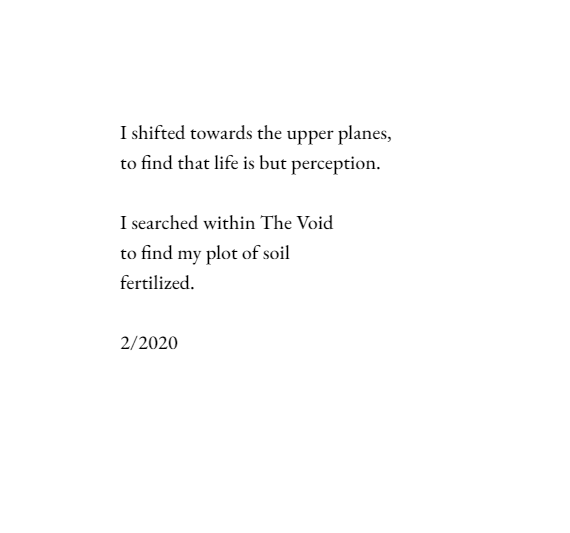 I shifted towards the upper planes,
to find that life is but perception.
I searched within The Void
to find my plot of soil
fertilized.
2/2020